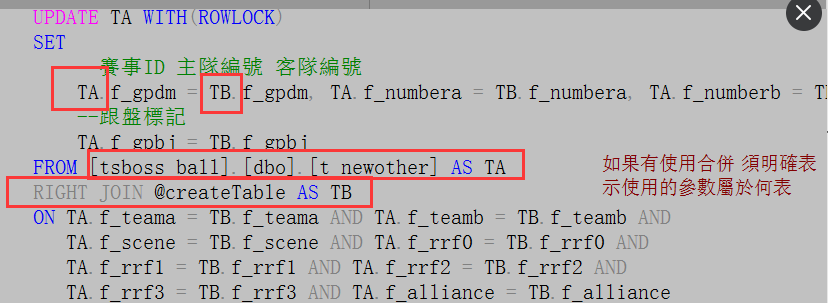 UPDATE TA WITH(ROWLOCK)
SET
賽事ID 主隊編號 客隊編號
TA.f_gpdm = TB.f_gpdm, TA.f_numbera = TB.f_numbera, TA.f_numberb = T
--跟盤標記
TA.f_gpbj = TB.f_gpbj
FROM [tsboss_ball].[dbo].[t_newother] AS TA
RIGHT JOIN @createTable AS TB
如果有使用合併 須明確表
示使用的參數屬於何表
ON TA.f_teama = TB.f_teama AND TA.f_teamb = TB.f_teamb AND
TA.f_scene = TB.f_scene AND TA.f_rrf0 = TB.f_rrf0 AND
TA.f_rrf1 = TB.f_rrf1 AND TA.f_rrf2 = TB.f_rrf2 AND
TA.f_rrf3 = TB.f_rrf3 AND TA.f_alliance = TB.f_alliance